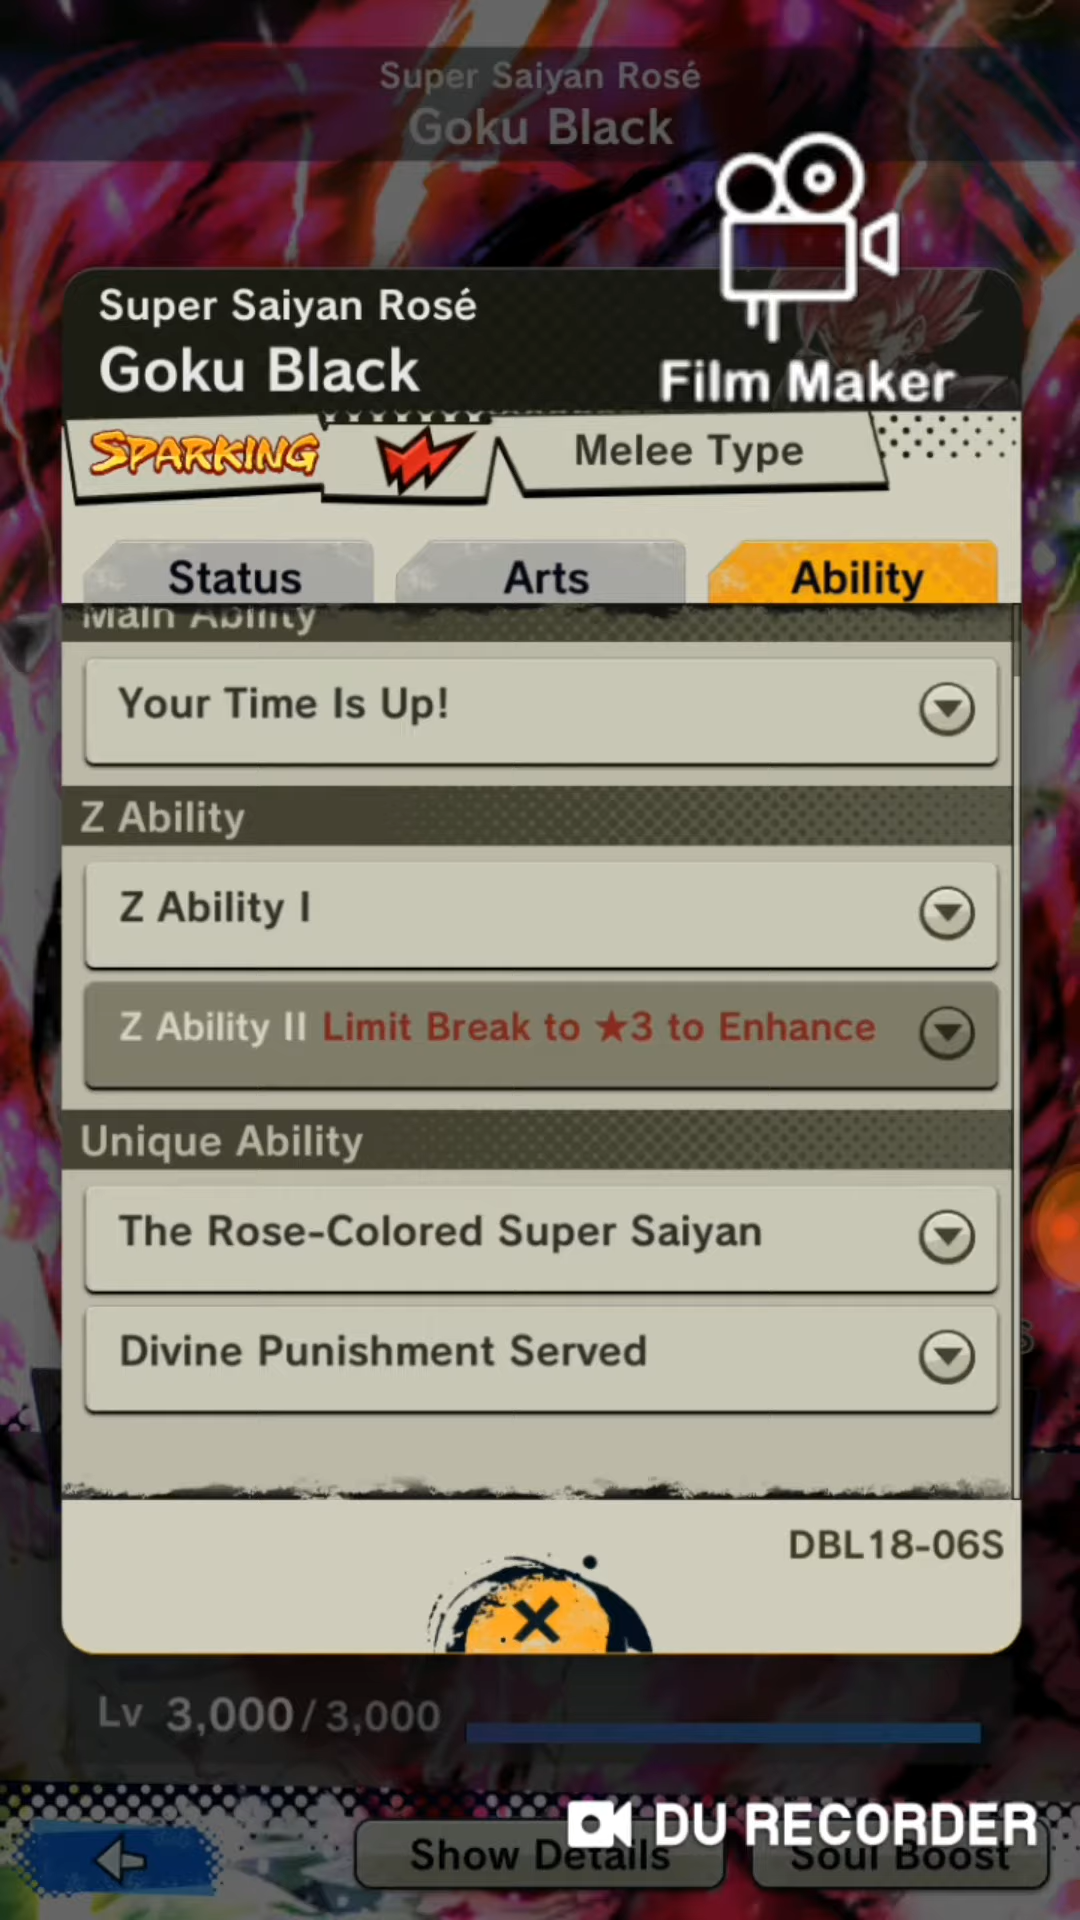 Super Saiyan Rosé
Goku Black
Super Saiyan Rosé
Goku Black
Film Maker
SPARKING
Melee Type
Status
Arts
Ability
Main Ability
Your Time Is Up!
Z Ability
Z Ability I
Z Ability II Limit Break to ★3 to Enhance
Unique Ability
The Rose-Colored Super Saiyan
Divine Punishment Served
DBL18-06S
Lv 3,000/3,000
DU RECORDER
Show Details
Soul Boost